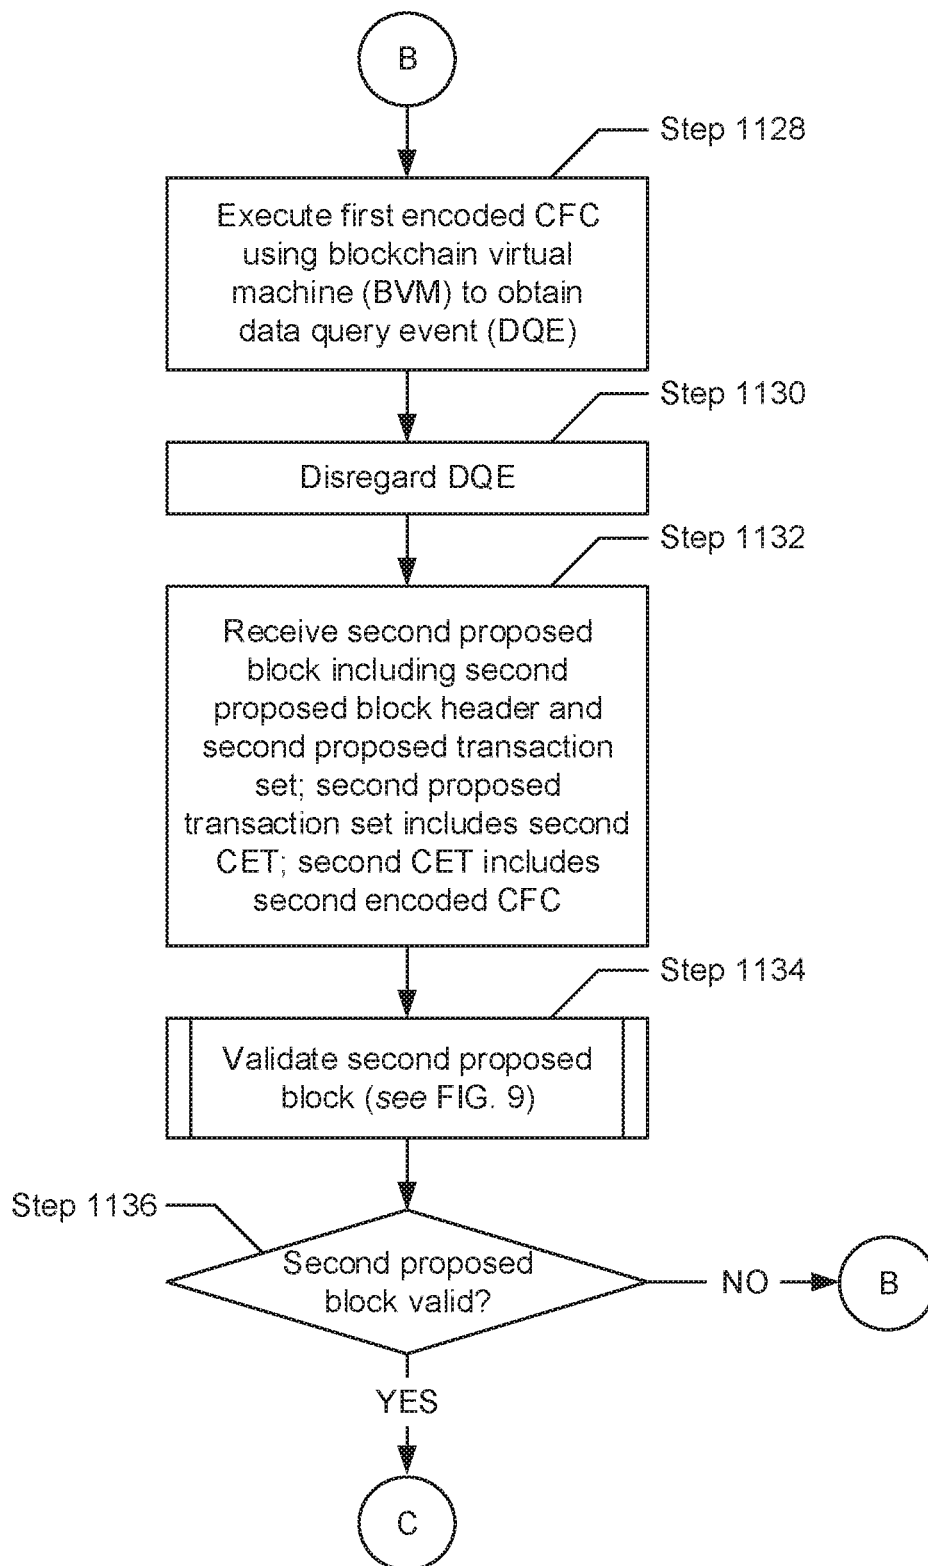 B
Step 1128
Execute first encoded CFC
using blockchain virtual
machine (BVM) to obtain
data query event (DQE)
Step 1130
Disregard DQE
Step 1132
Receive second proposed
block including second
proposed block header and
second proposed transaction
set; second proposed
transaction set includes second
CET; second CET includes
second encoded CFC
Step 1134
Validate second proposed
block (see FIG. 9)
Step 1136
Second proposed
block valid?
NO
B
YES
C